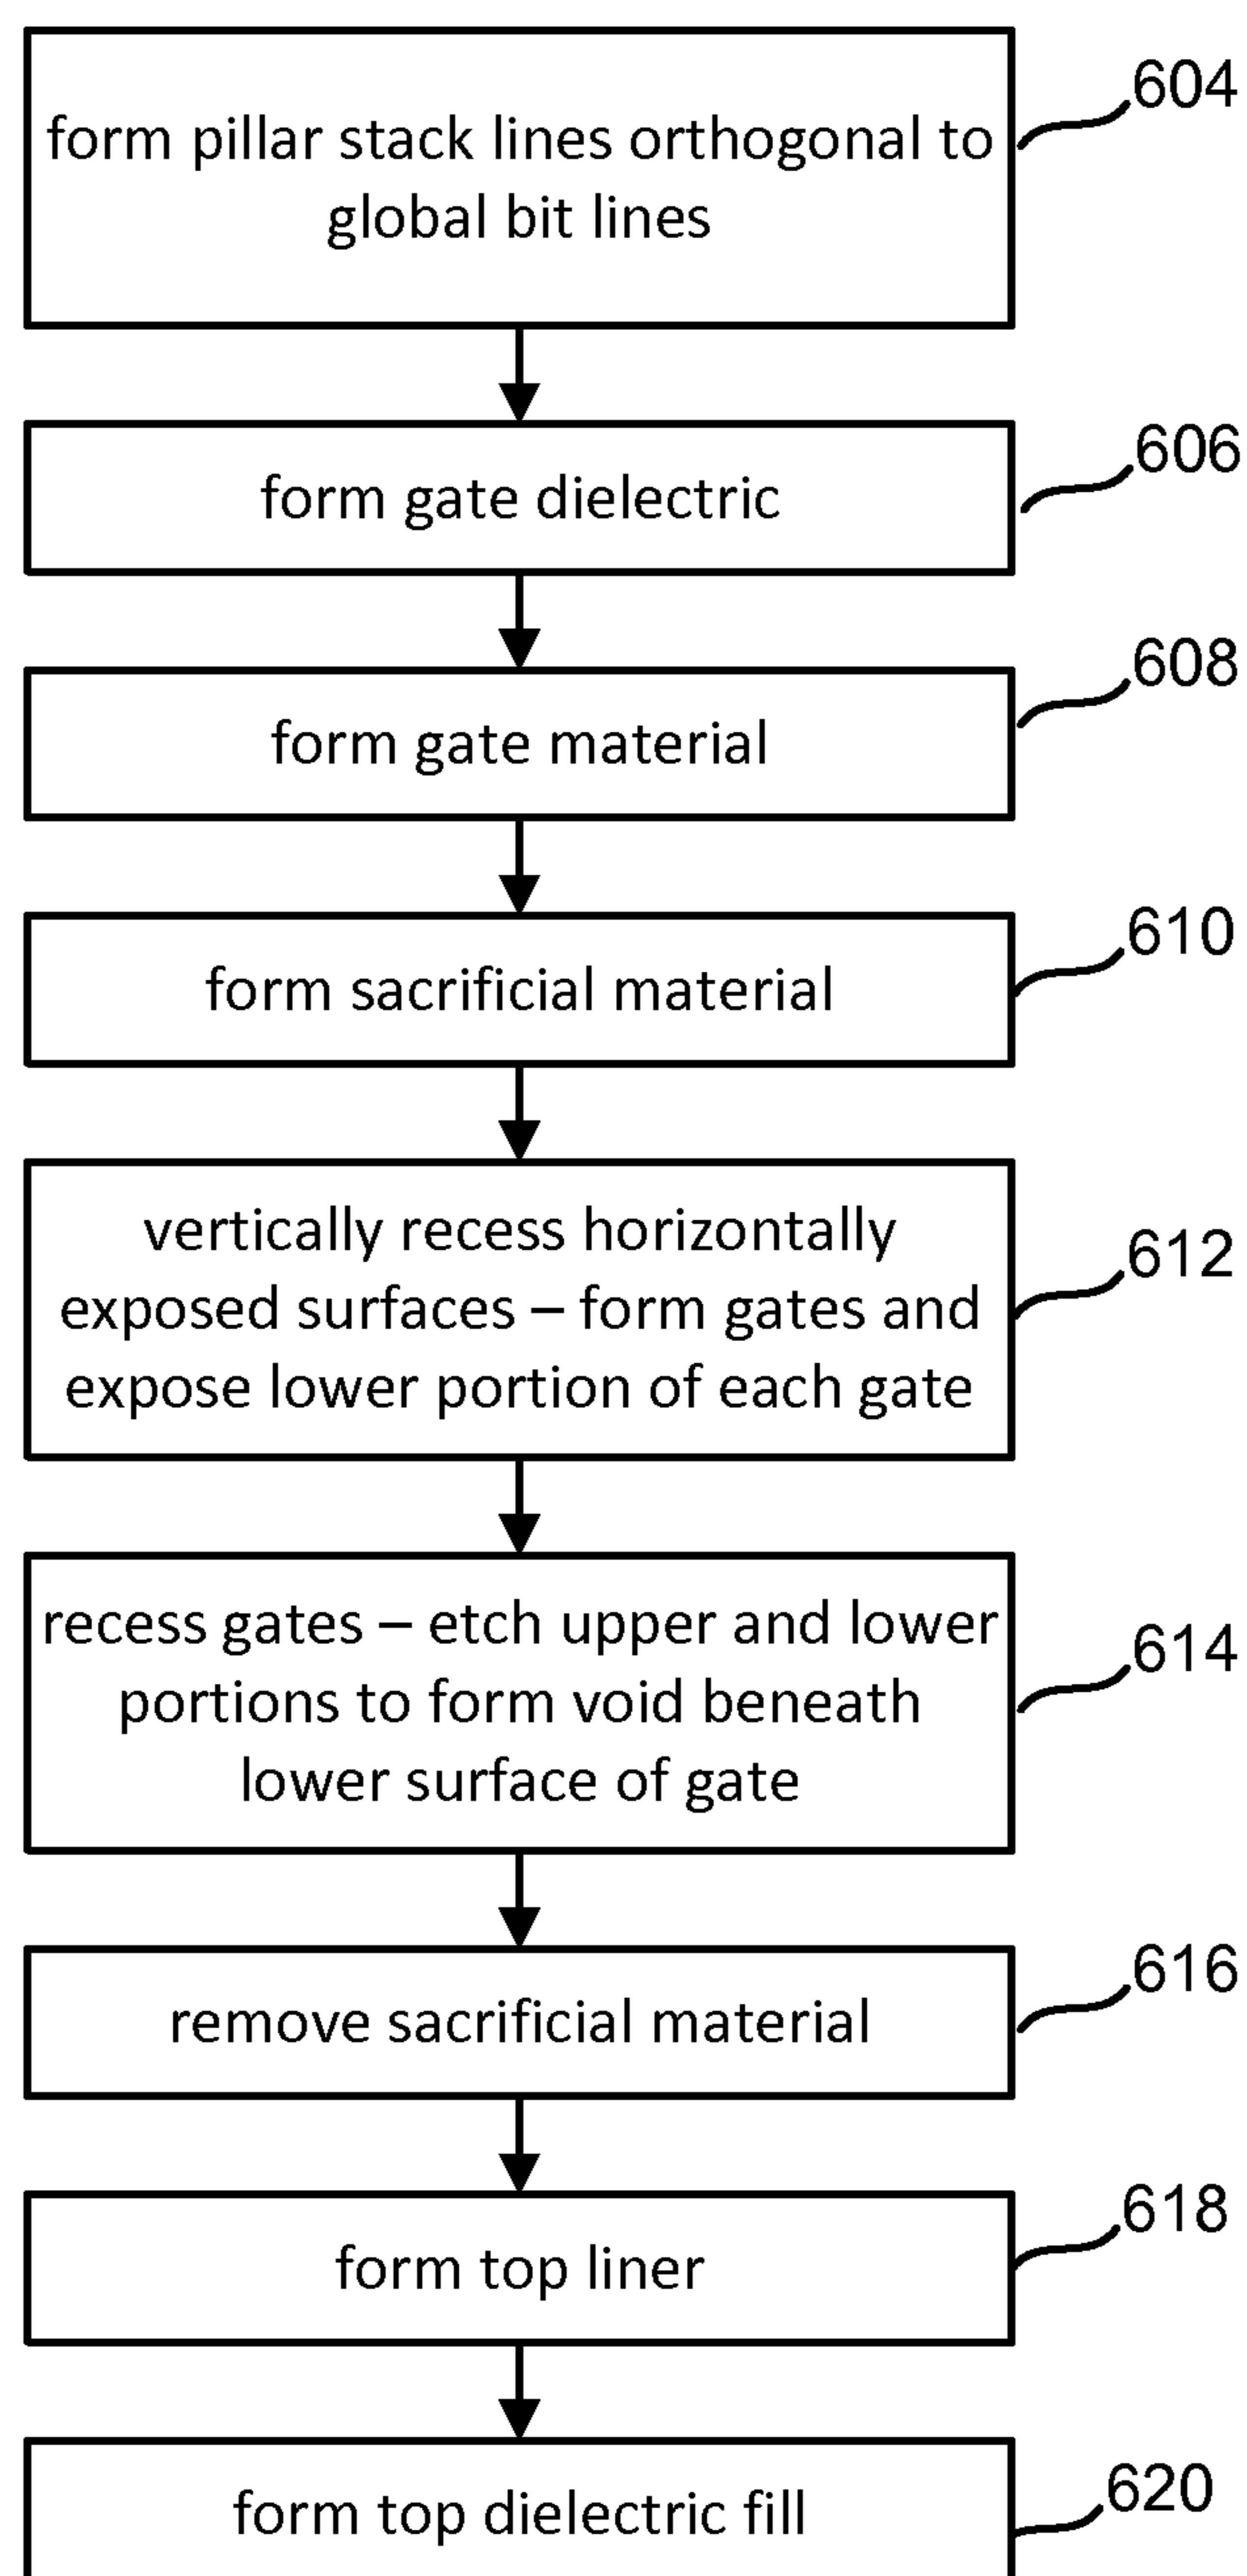 form pillar stack lines orthogonal to
global bit lines
604
form gate dielectric
606
form gate material
608
form sacrificial material
610
vertically recess horizontally
exposed surfaces – form gates and
expose lower portion of each gate
612
recess gates – etch upper and lower
portions to form void beneath
lower surface of gate
614
remove sacrificial material
616
form top liner
618
form top dielectric fill
620